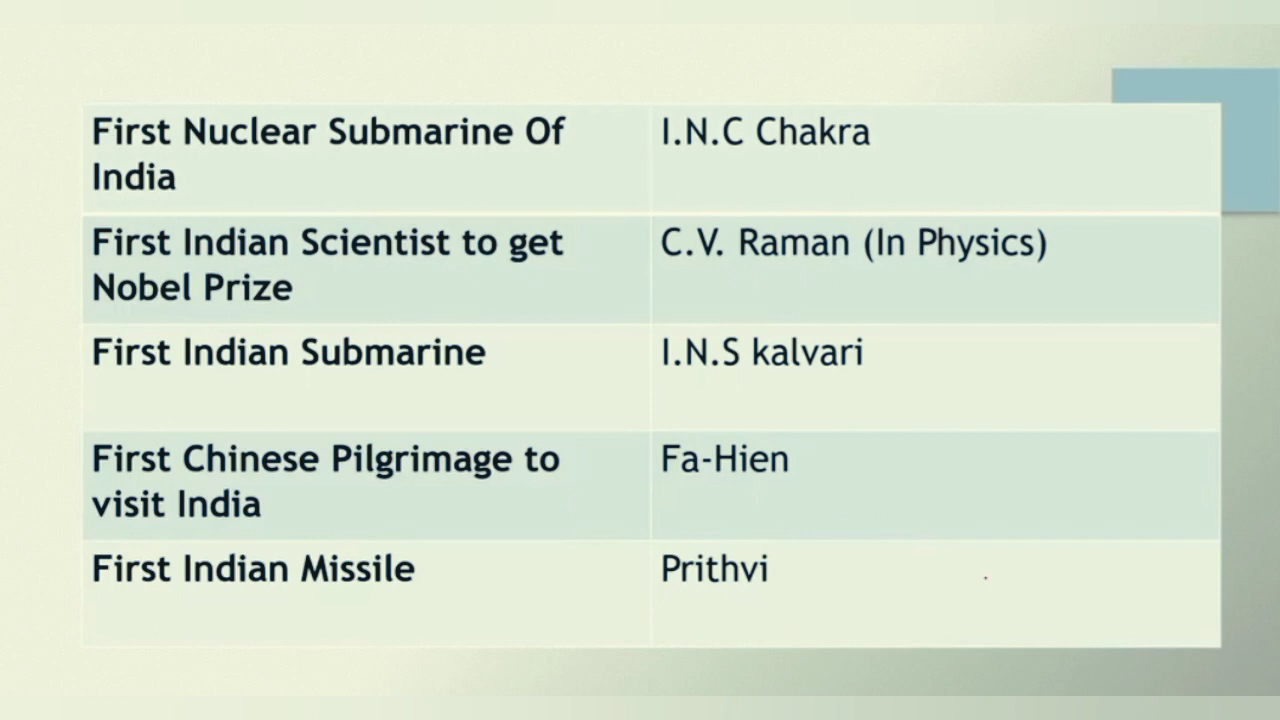 First Nuclear Submarine Of
India
I.N.C Chakra
First Indian Scientist to get
Nobel Prize
C.V. Raman (In Physics)
First Indian Submarine
I.N.S kalvari
First Chinese Pilgrimage to
visit India
Fa-Hien
First Indian Missile
Prithvi